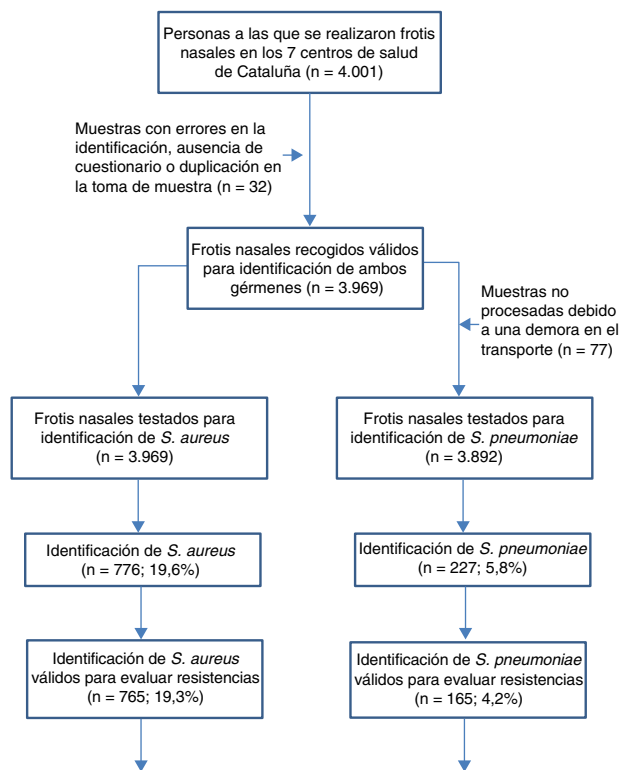 Personas a las que se realizaron frotis
nasales en los 7 centros de salud
de Cataluña (n = 4.001)
Muestras con errores en la
identificación, ausencia de
cuestionario o duplicación en
la toma de muestra (n = 32)
Frotis nasales recogidos válidos
para identificación de ambos
gérmenes (n = 3.969)
Muestras no
procesadas debido
a una demora en el
transporte (n = 77)
Frotis nasales testados para
identificación de S. aureus
(n = 3.969)
Frotis nasales testados para
identificación de S. pneumoniae
(n = 3.892)
Identificación de S. aureus
(n = 776; 19,6%)
Identificación de S. pneumoniae
(n = 227; 5,8%)
Identificación de S. aureus
válidos para evaluar resistencias
(n = 765; 19,3%)
Identificación de S. pneumoniae
válidos para evaluar resistencias
(n = 165; 4,2%)